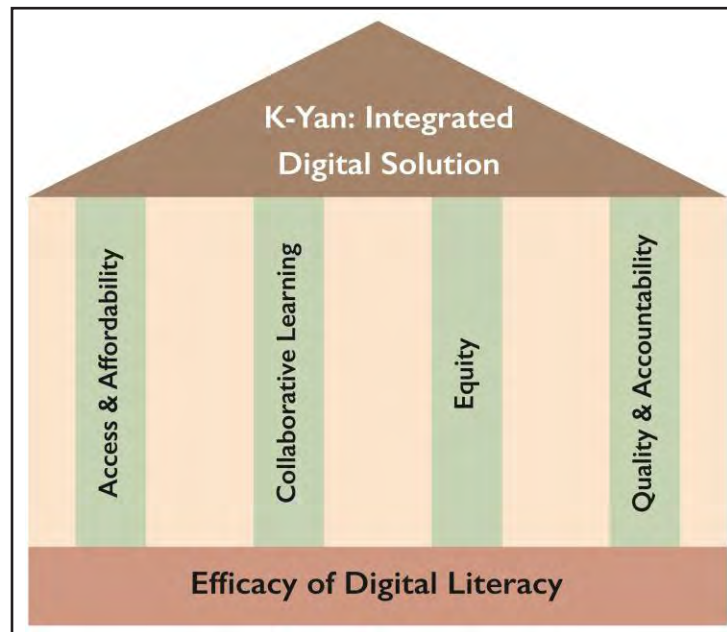 K-Yan: Integrated
Digital Solution
Access & Affordability
Collaborative Learning
Equity
Quality & Accountability
Efficacy of Digital Literacy